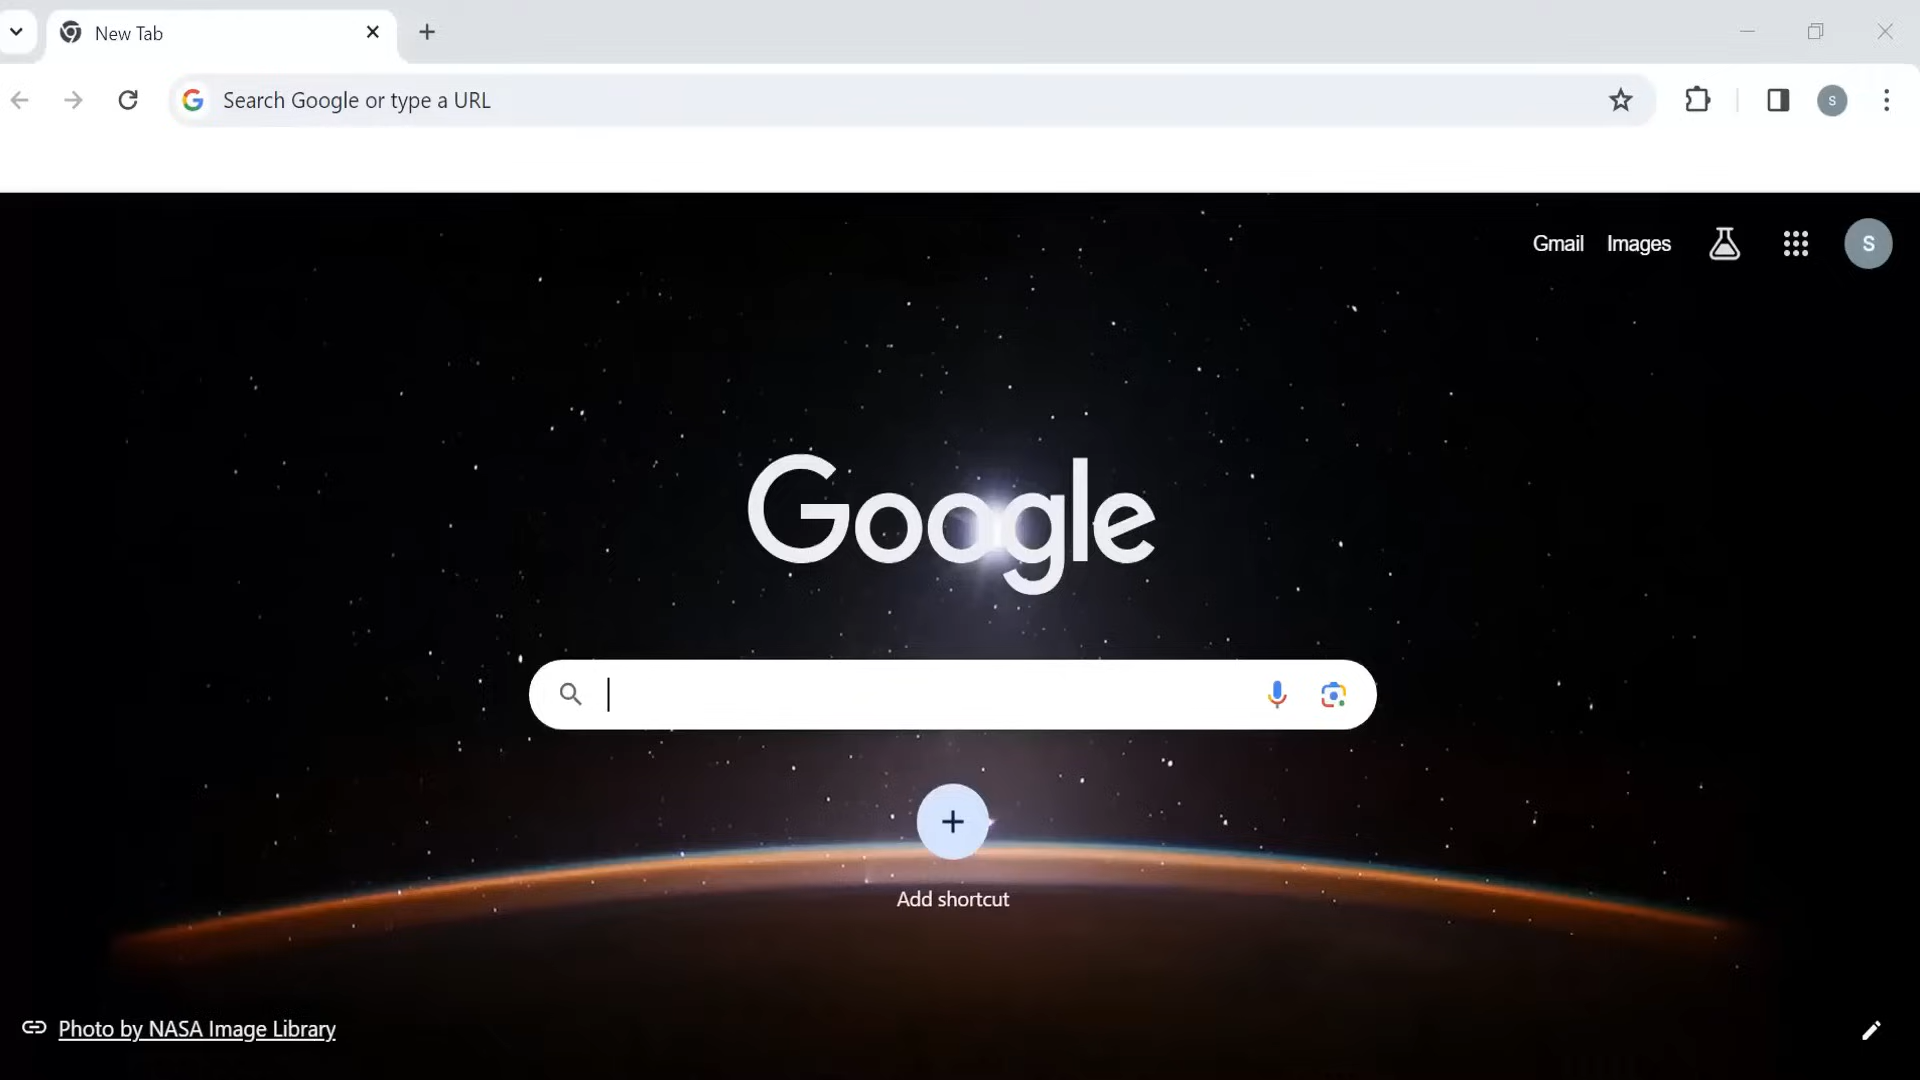 New Tab
Search Google or type a URL
S
Gmail Images
S
Google
Add shortcut
Photo by NASA Image Library